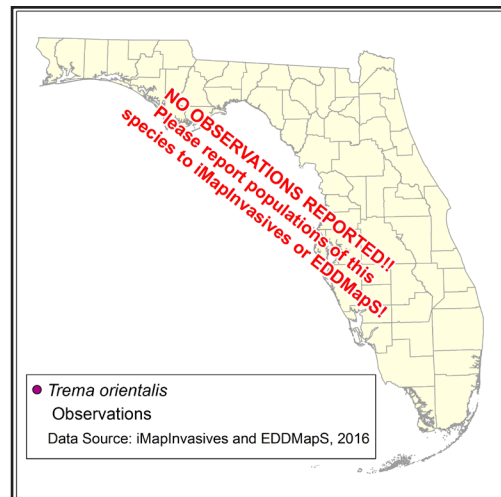 NO OBSERVATIONS REPORTED!!
Please report populations of this
species to iMapInvasives or EDDMapS!
Trema orientalis
Observations
Data Source: iMapInvasives and EDDMapS, 2016